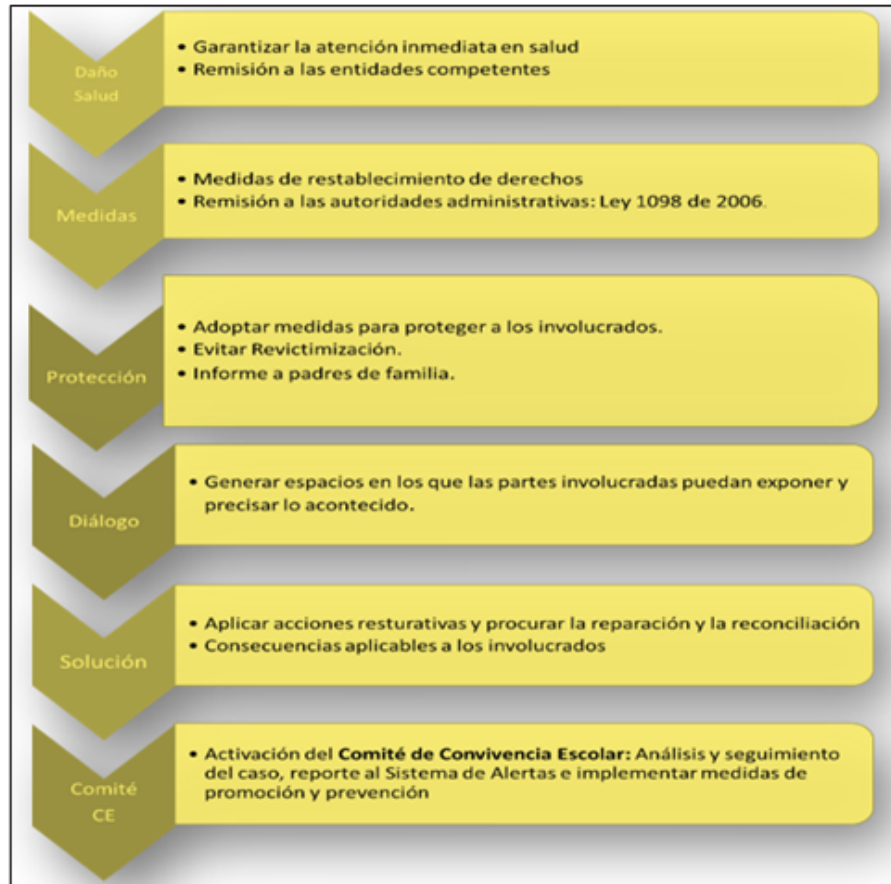 Daño
Salud
• Garantizar la atención inmediata en salud
• Remisión a las entidades competentes
Medidas
• Medidas de restablecimiento de derechos
• Remisión a las autoridades administrativas: Ley 1098 de 2006.
Protección
• Adoptar medidas para proteger a los involucrados.
• Evitar Revictimización.
• Informe a padres de familia.
Diálogo
• Generar espacios en los que las partes involucradas puedan exponer y
precisar lo acontecido.
Solución
• Aplicar acciones resturativas y procurar la reparación y la reconciliación
• Consecuencias aplicables a los involucrados
Comité
CE
• Activación del Comité de Convivencia Escolar: Análisis y seguimiento
del caso, reporte al Sistema de Alertas e implementar medidas de
promoción y prevención